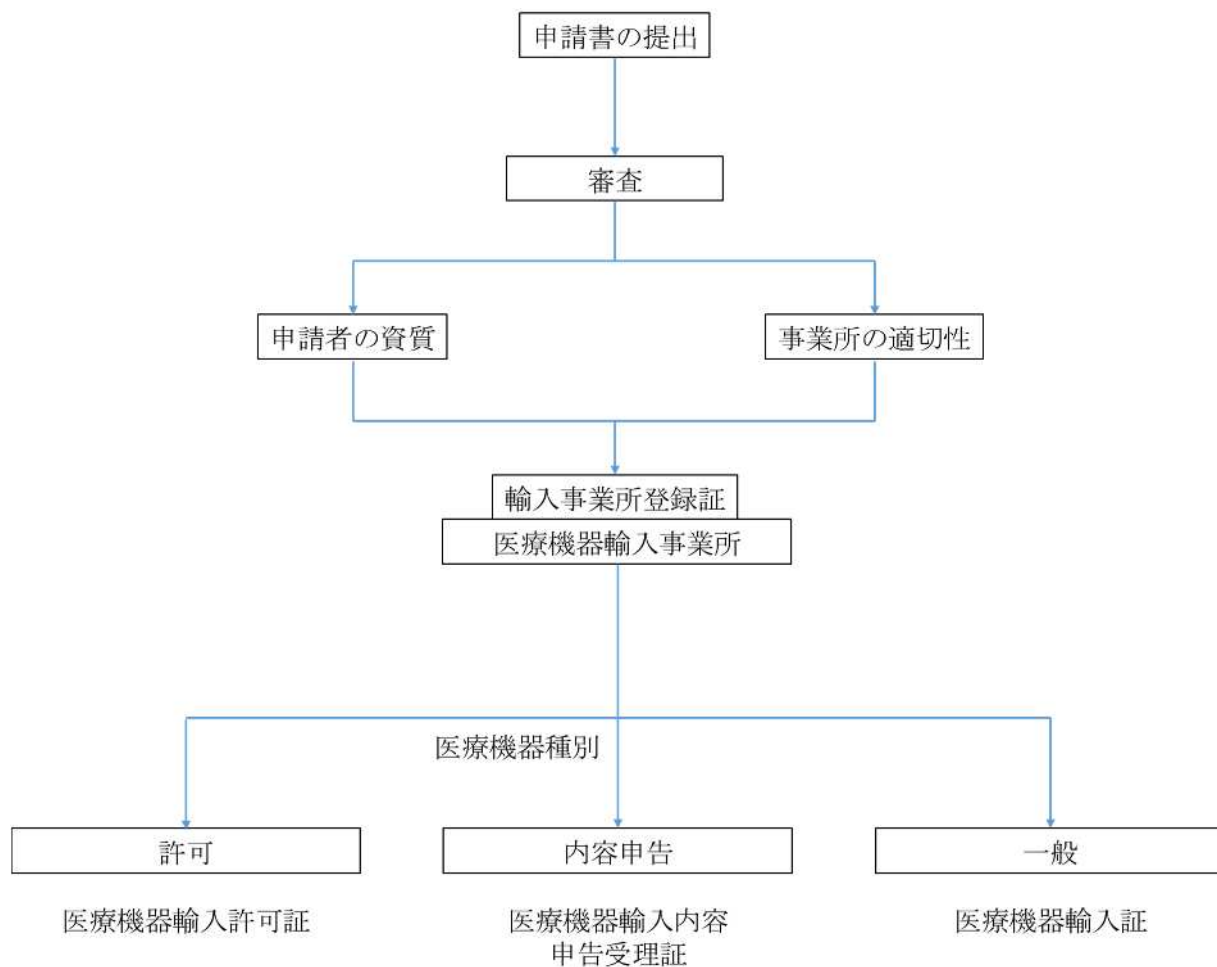 申請書の提出
審査
申請者の資質
事業所の適切性
輸入事業所登録証
医療機器輸入事業所
医療機器種別
許可
内容申告
一般
医療機器輸入許可証
医療機器輸入内容
申告受理証
医療機器輸入証